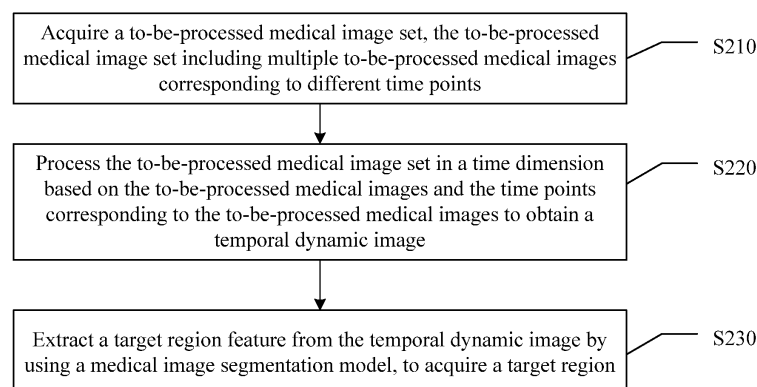 Acquire a to-be-processed medical image set, the to-be-processed
medical image set including multiple to-be-processed medical images
corresponding to different time points
S210
Process the to-be-processed medical image set in a time dimension
based on the to-be-processed medical images and the time points
corresponding to the to-be-processed medical images to obtain a
temporal dynamic image
S220
Extract a target region feature from the temporal dynamic image by
using a medical image segmentation model, to acquire a target region
S230